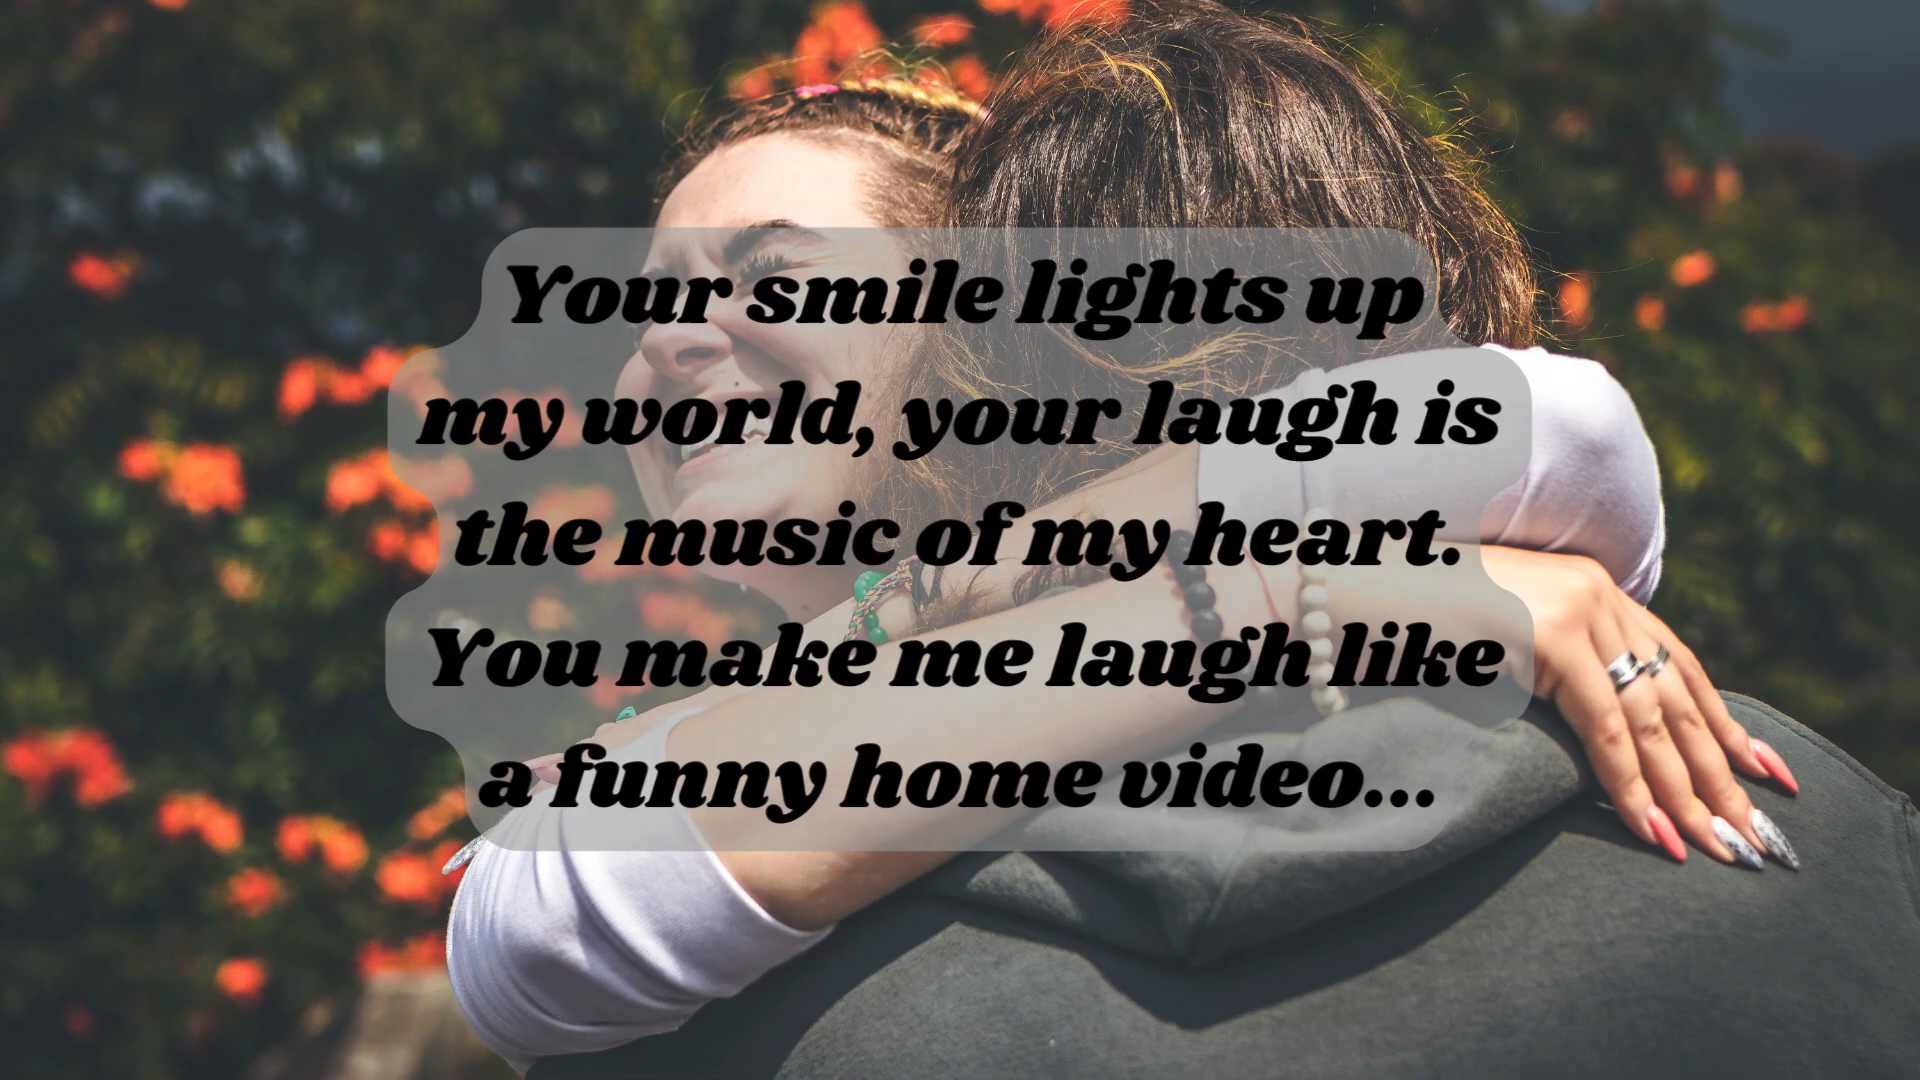 Your smile lights up
my world, your laugh is
the music of my heart.
You make me laugh like
a funny home video...